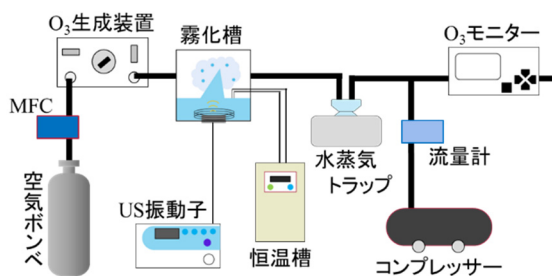 O₃生成装置
霧化槽
O₃モニター
MFC
水蒸気
トラップ
流量計
空気ボンベ
US振動子
恒温槽
コンプレッサー